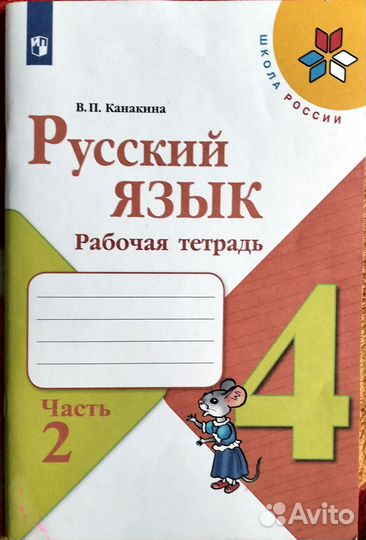 ШКОЛА РОССИИ
В. П. Канакина
Русский
язык
Рабочая тетрадь
4
Часть
2
Avito